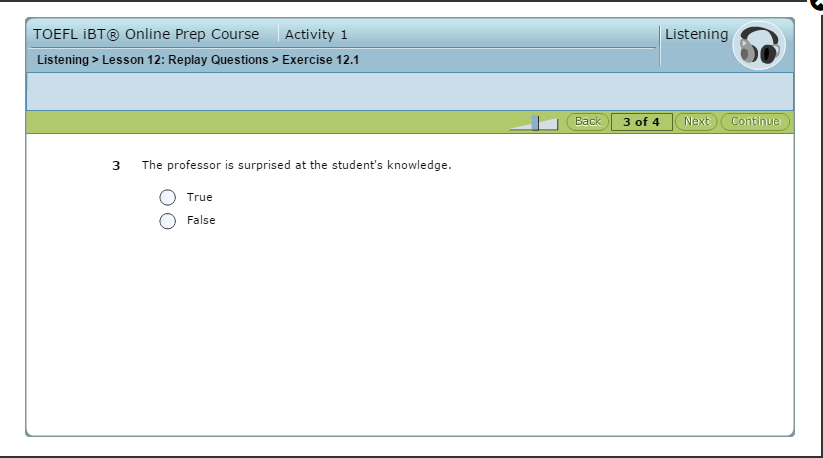 TOEFL iBT® Online Prep Course Activity 1 Listening
Listening > Lesson 12: Replay Questions > Exercise 12.1
Back 3 of 4 Next Continue
3 The professor is surprised at the student's knowledge.
True
False